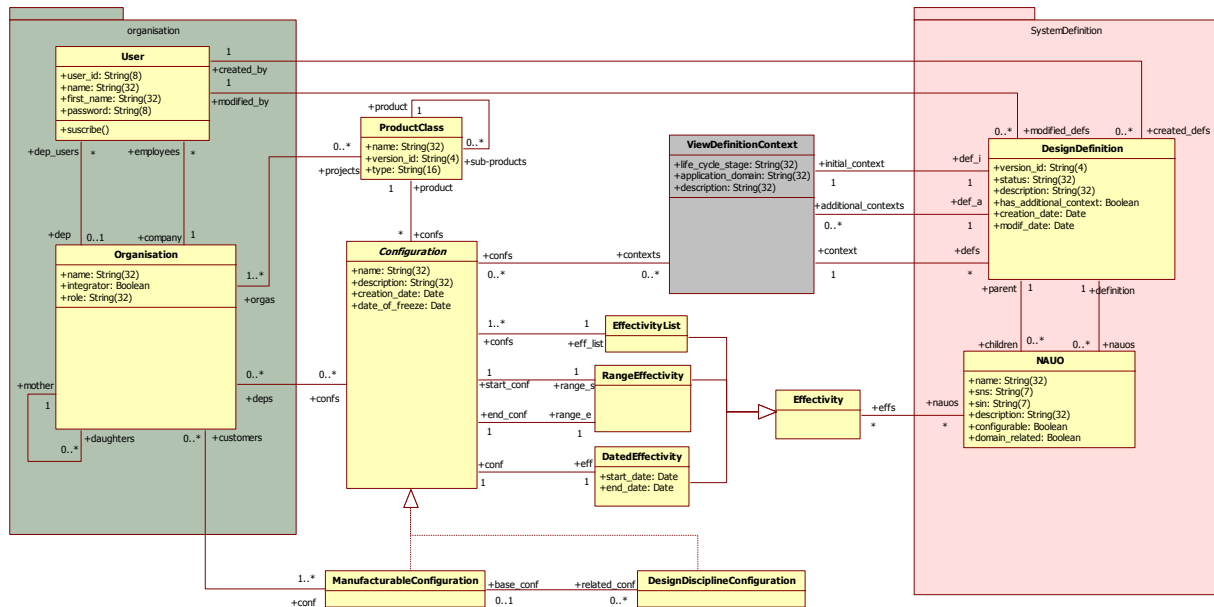 organisation
SystemDefinition
User
+user_id: String(8)
+name: String(32)
+first_name: String(32)
+password: String(8)
+suscribe()
1
+created_by
1
+modified_by
+dep_users
*
+employees
*
+dep
0..1
+company
1
Organisation
+name: String(32)
+integrator: Boolean
+role: String(32)
1..*
+orgas
+mother
1
0..*
+daughters
0..*
+deps
0..*
+customers
+product
1
ProductClass
+name: String(32)
+version_id: String(4)
+type: String(16)
0..*
+sub-products
0..*
+projects
1
+product
*
+confs
Configuration
+name: String(32)
+description: String(32)
+creation_date: Date
+date_of_freeze: Date
0..*
+confs
+confs
0..*
+contexts
0..*
1..*
+confs
1
+eff_list
EffectivityList
1
+start_conf
1
+range_s
RangeEffectivity
+end_conf
1
+range_e
1
+conf
1
+eff
1
DatedEffectivity
+start_date: Date
+end_date: Date
Effectivity
+effs
*
+nauos
*
ViewDefinitionContext
+life_cycle_stage: String(32)
+application_domain: String(32)
+description: String(32)
+initial_context
1
+def_i
1
+additional_contexts
0..*
+def_a
1
+context
1
+defs
*
0..*
+modified_defs
0..*
+created_defs
DesignDefinition
+version_id: String(4)
+status: String(32)
+description: String(32)
+has_additional_context: Boolean
+creation_date: Date
+modif_date: Date
+parent
1
1
+definition
+children
0..*
0..*
+nauos
NAUO
+name: String(32)
+sns: String(7)
+sin: String(7)
+description: String(32)
+configurable: Boolean
+domain_related: Boolean
1..*
+conf
ManufacturableConfiguration
+base_conf
0..1
+related_conf
0..*
DesignDisciplineConfiguration